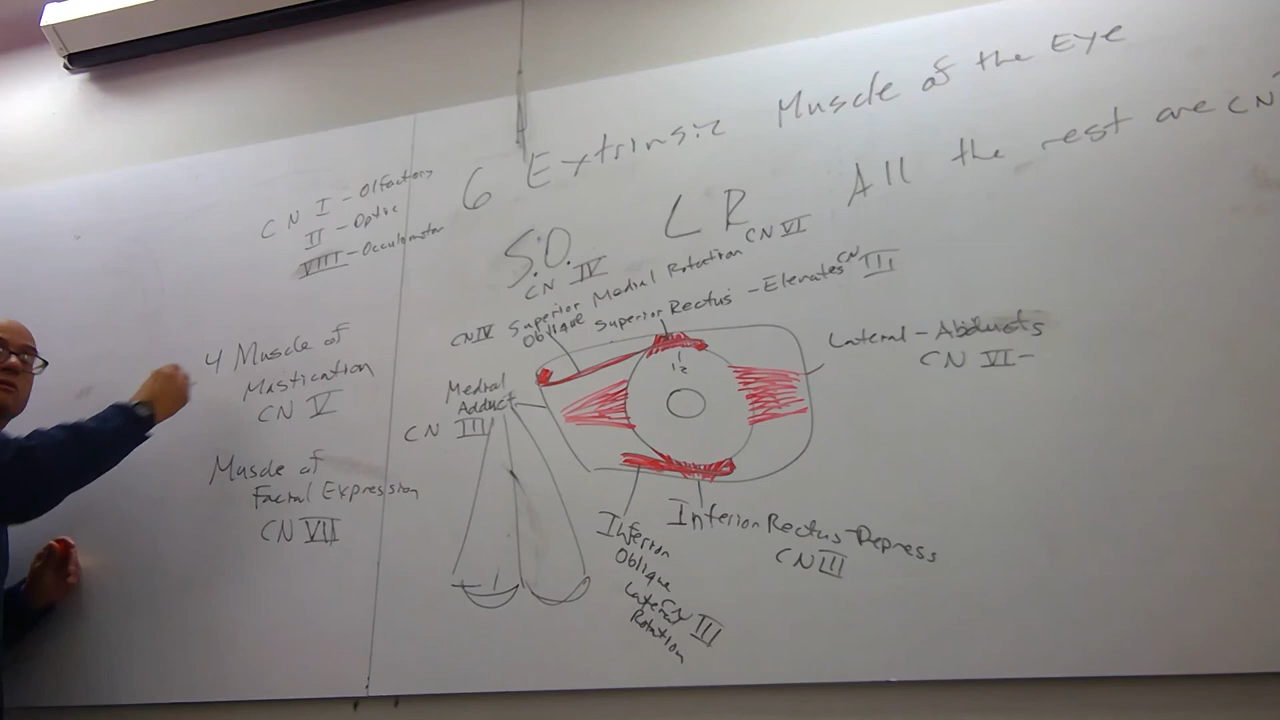 6 Extrinsic Muscle of the Eye
S.O. LR All the rest are CN
CN IV CN VI
CN I - Olfactory
II - Optic
VIII - Occulomotor
4 Muscle of
Mastication
CN V
Muscle of
Facial Expression
CN VII
CN IV Superior Medial Rotation
Oblique
Superior Rectus - Elevates CN III
Medial
Adduct
CN III
12
Lateral - Abducts
CN VI -
Inferior Rectus - Depress
CN III
Inferior
Oblique
Lateral
Rotation
CN III